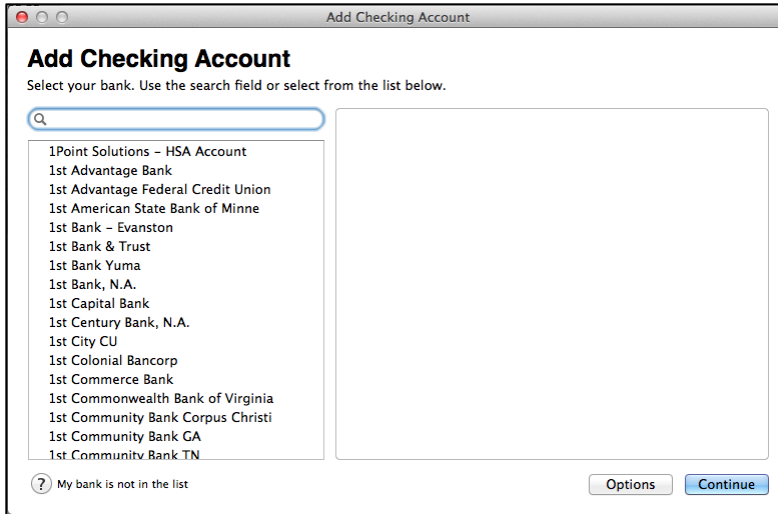 Add Checking Account
Add Checking Account
Select your bank. Use the search field or select from the list below.
1Point Solutions – HSA Account
1st Advantage Bank
1st Advantage Federal Credit Union
1st American State Bank of Minne
1st Bank – Evanston
1st Bank & Trust
1st Bank Yuma
1st Bank, N.A.
1st Capital Bank
1st Century Bank, N.A.
1st City CU
1st Colonial Bancorp
1st Commerce Bank
1st Commonwealth Bank of Virginia
1st Community Bank Corpus Christi
1st Community Bank GA
1st Community Bank TN
? My bank is not in the list
Options
Continue